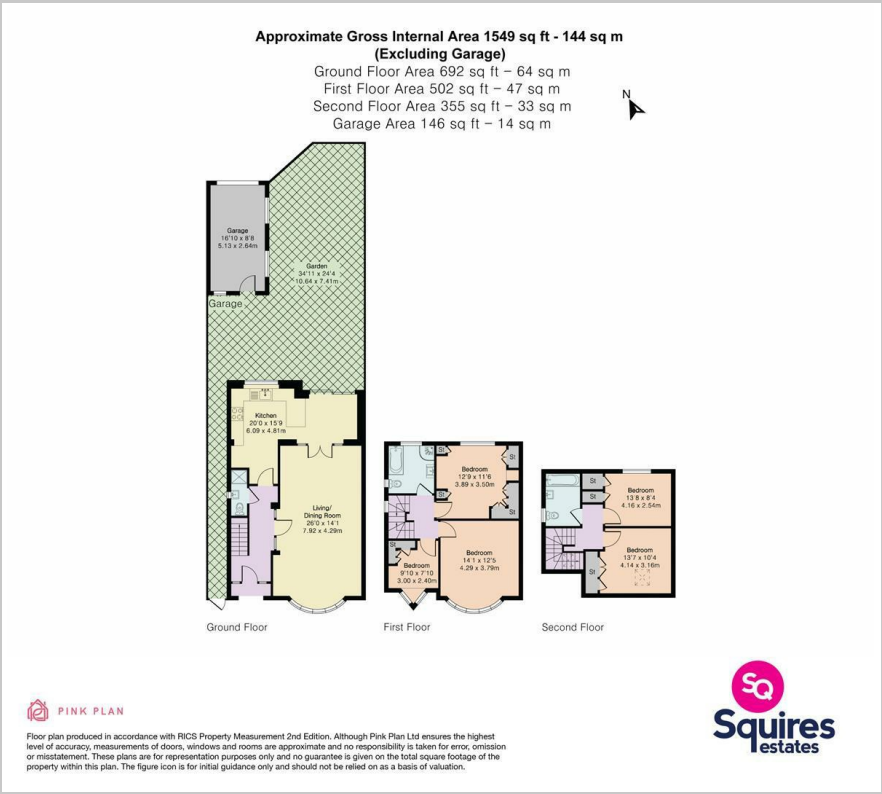 Approximate Gross Internal Area 1549 sq ft - 144 sq m
(Excluding Garage)
Ground Floor Area 692 sq ft – 64 sq m
First Floor Area 502 sq ft – 47 sq m
Second Floor Area 355 sq ft – 33 sq m
Garage Area 146 sq ft – 14 sq m
N
Garage
16'10 x 8'8
5.13 x 2.64m
Garden
34'11 x 24'4
10.64 x 7.41m
Garage
Kitchen
20'0 x 15'9
6.09 x 4.81m
Living/
Dining Room
26'0 x 14'1
7.92 x 4.29m
Ground Floor
St
St
Bedroom
12'9 x 11'6
3.89 x 3.50m
St
St
St
Bedroom
9'10 x 7'10
3.00 x 2.40m
Bedroom
14'1 x 12'5
4.29 x 3.79m
First Floor
St
St
Bedroom
13'8 x 8'4
4.16 x 2.54m
St
Bedroom
13'7 x 10'4
4.14 x 3.16m
Second Floor
PINK PLAN
Floor plan produced in accordance with RICS Property Measurement 2nd Edition. Although Pink Plan Ltd ensures the highest
level of accuracy, measurements of doors, windows and rooms are approximate and no responsibility is taken for error, omission
or misstatement. These plans are for representation purposes only and no guarantee is given on the total square footage of the
property within this plan. The figure icon is for initial guidance only and should not be relied on as a basis of valuation.
SQ
Squires
estates